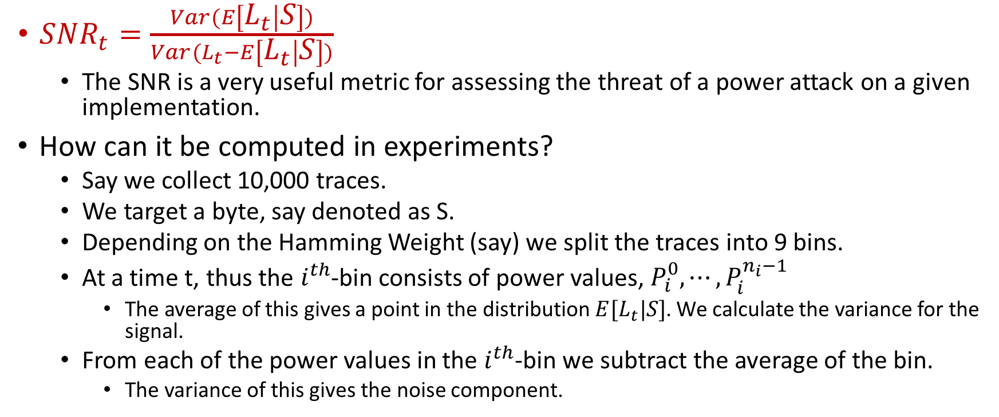 • SNR_t = Var(E[L_t|S]) / Var(L_t−E[L_t|S])
• The SNR is a very useful metric for assessing the threat of a power attack on a given
implementation.
• How can it be computed in experiments?
• Say we collect 10,000 traces.
• We target a byte, say denoted as S.
• Depending on the Hamming Weight (say) we split the traces into 9 bins.
• At a time t, thus the i^{th}-bin consists of power values, P_i^0, ⋯ , P_i^{n_i−1}
• The average of this gives a point in the distribution E[L_t|S]. We calculate the variance for the
signal.
• From each of the power values in the i^{th}-bin we subtract the average of the bin.
• The variance of this gives the noise component.